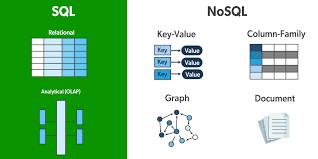 SQL
Relational
Analytical (OLAP)
NoSQL
Key-Value
Key Value
Key Value
Key Value
Column-Family
Graph
Document